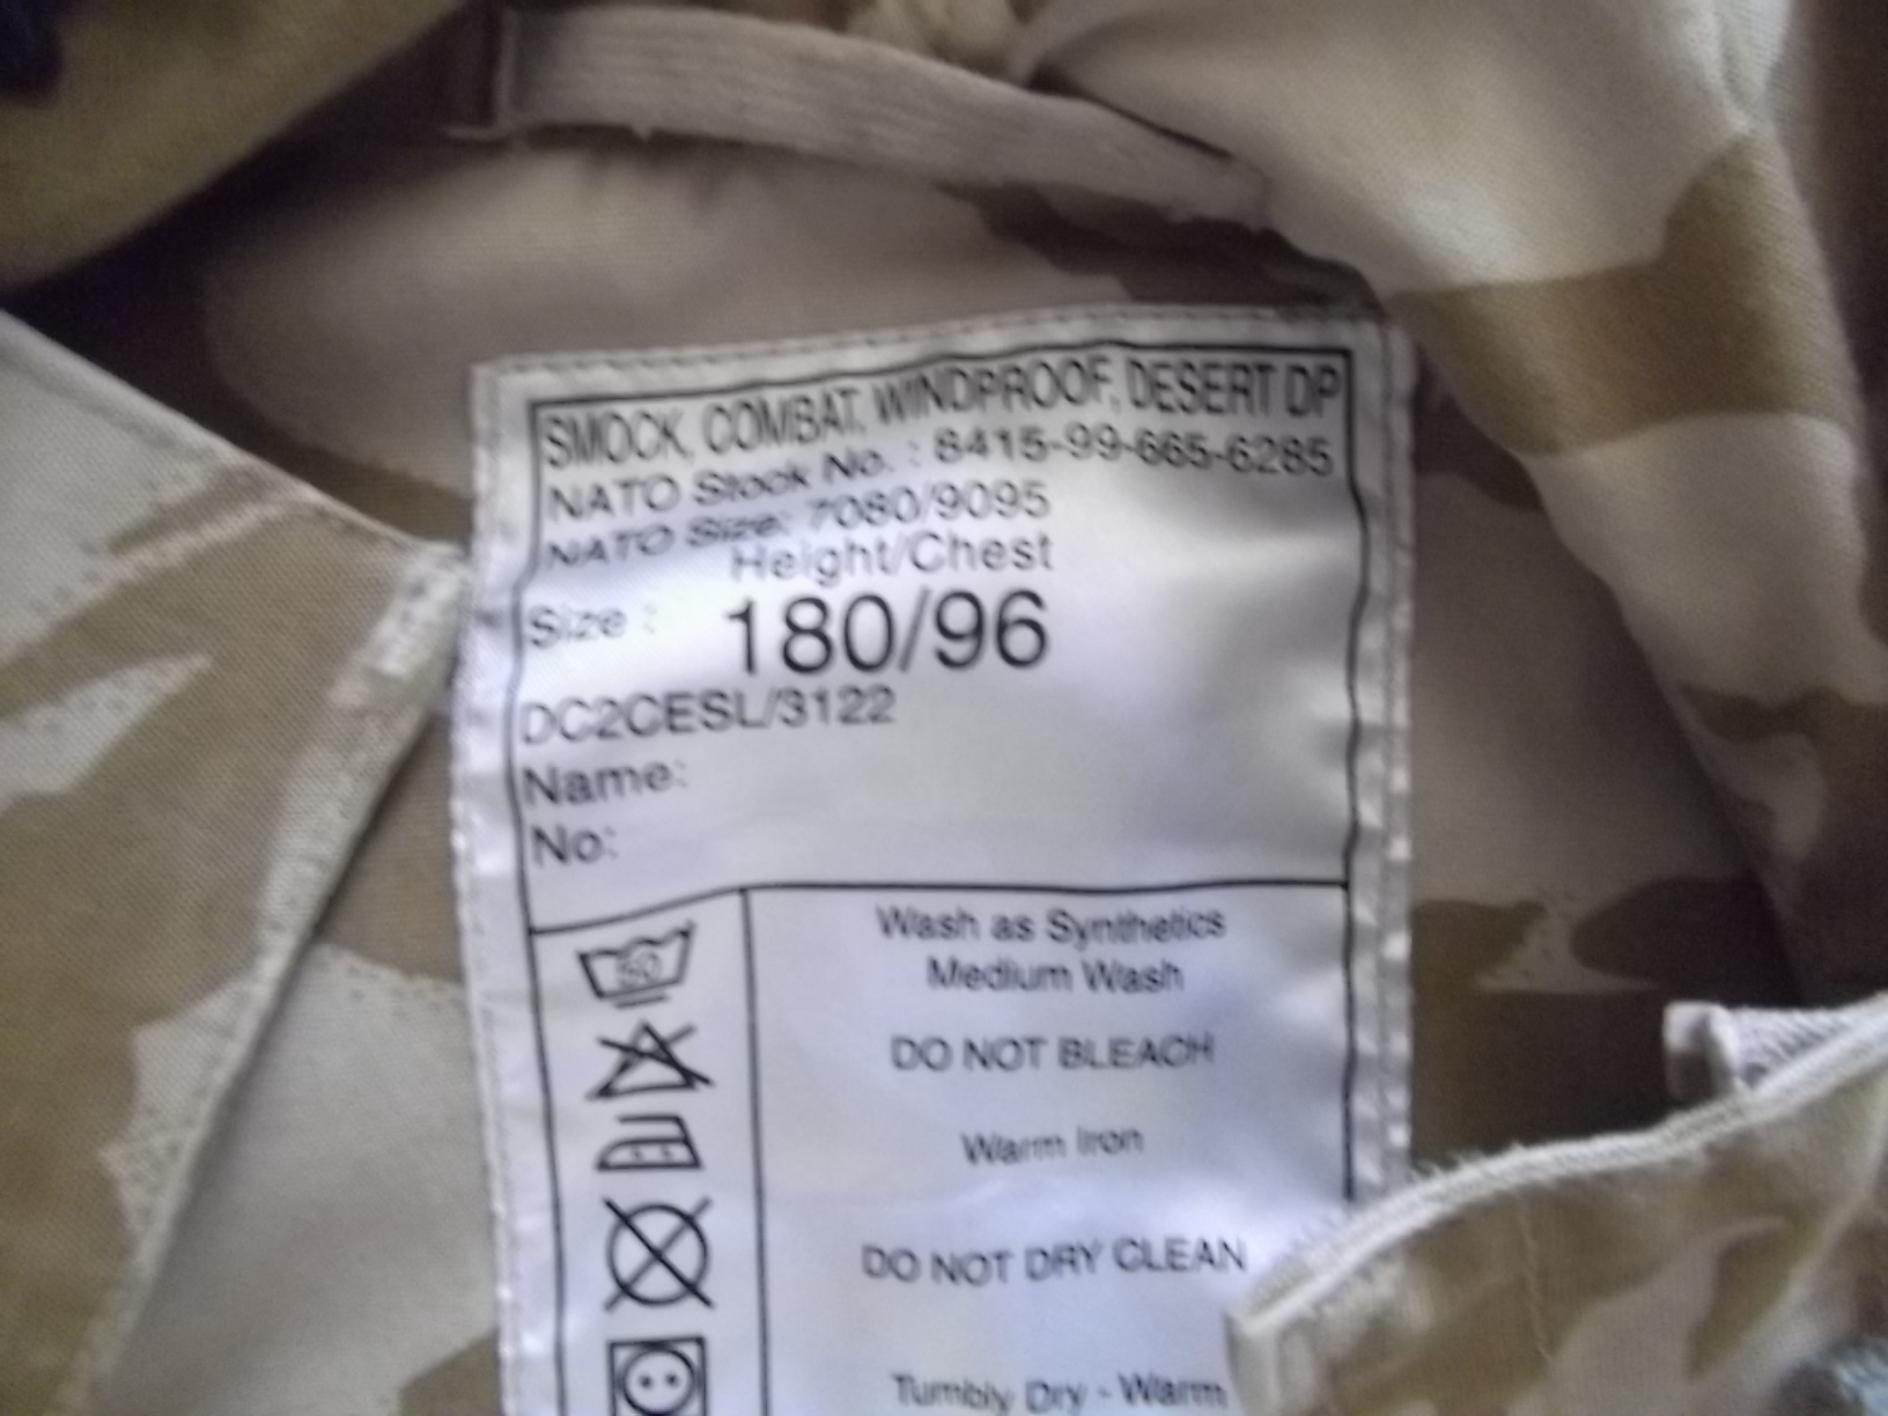 SMOCK, COMBAT, WINDPROOF, DESERT DP
NATO Stock No. : 8415-99-665-6285
NATO Size: 7080/9095
Height/Chest
Size : 180/96
DC2CESL/3122
Name:
No:
50
Wash as Synthetics
Medium Wash
DO NOT BLEACH
Warm Iron
DO NOT DRY CLEAN
Tumbly Dry - Warm